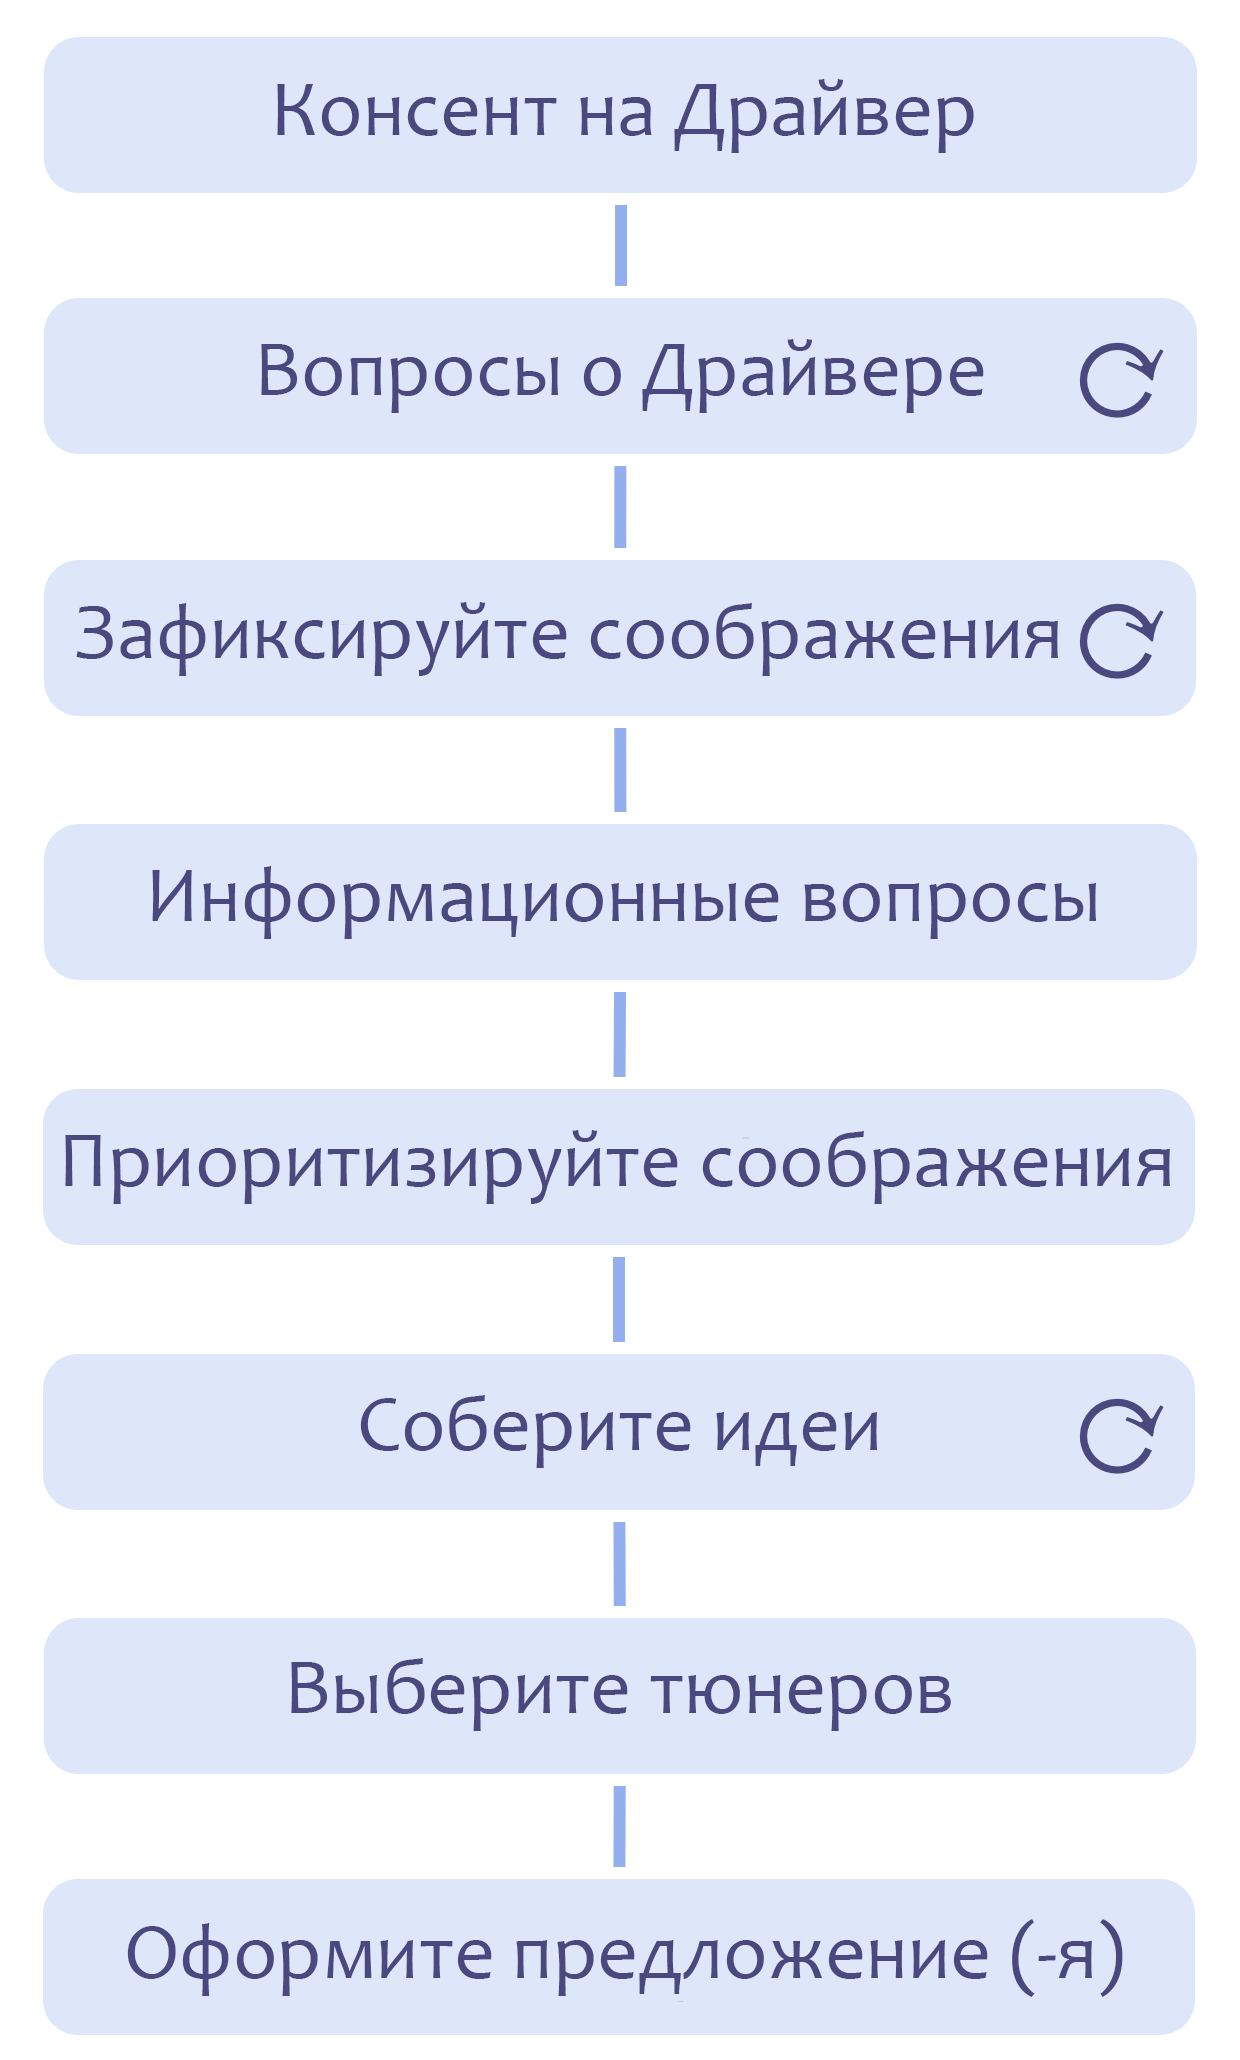 Консент на Драйвер
Вопросы о Драйвере
Зафиксируйте соображения
Информационные вопросы
Приоритизируйте соображения
Соберите идеи
Выберите тюнеров
Оформите предложение (-я)